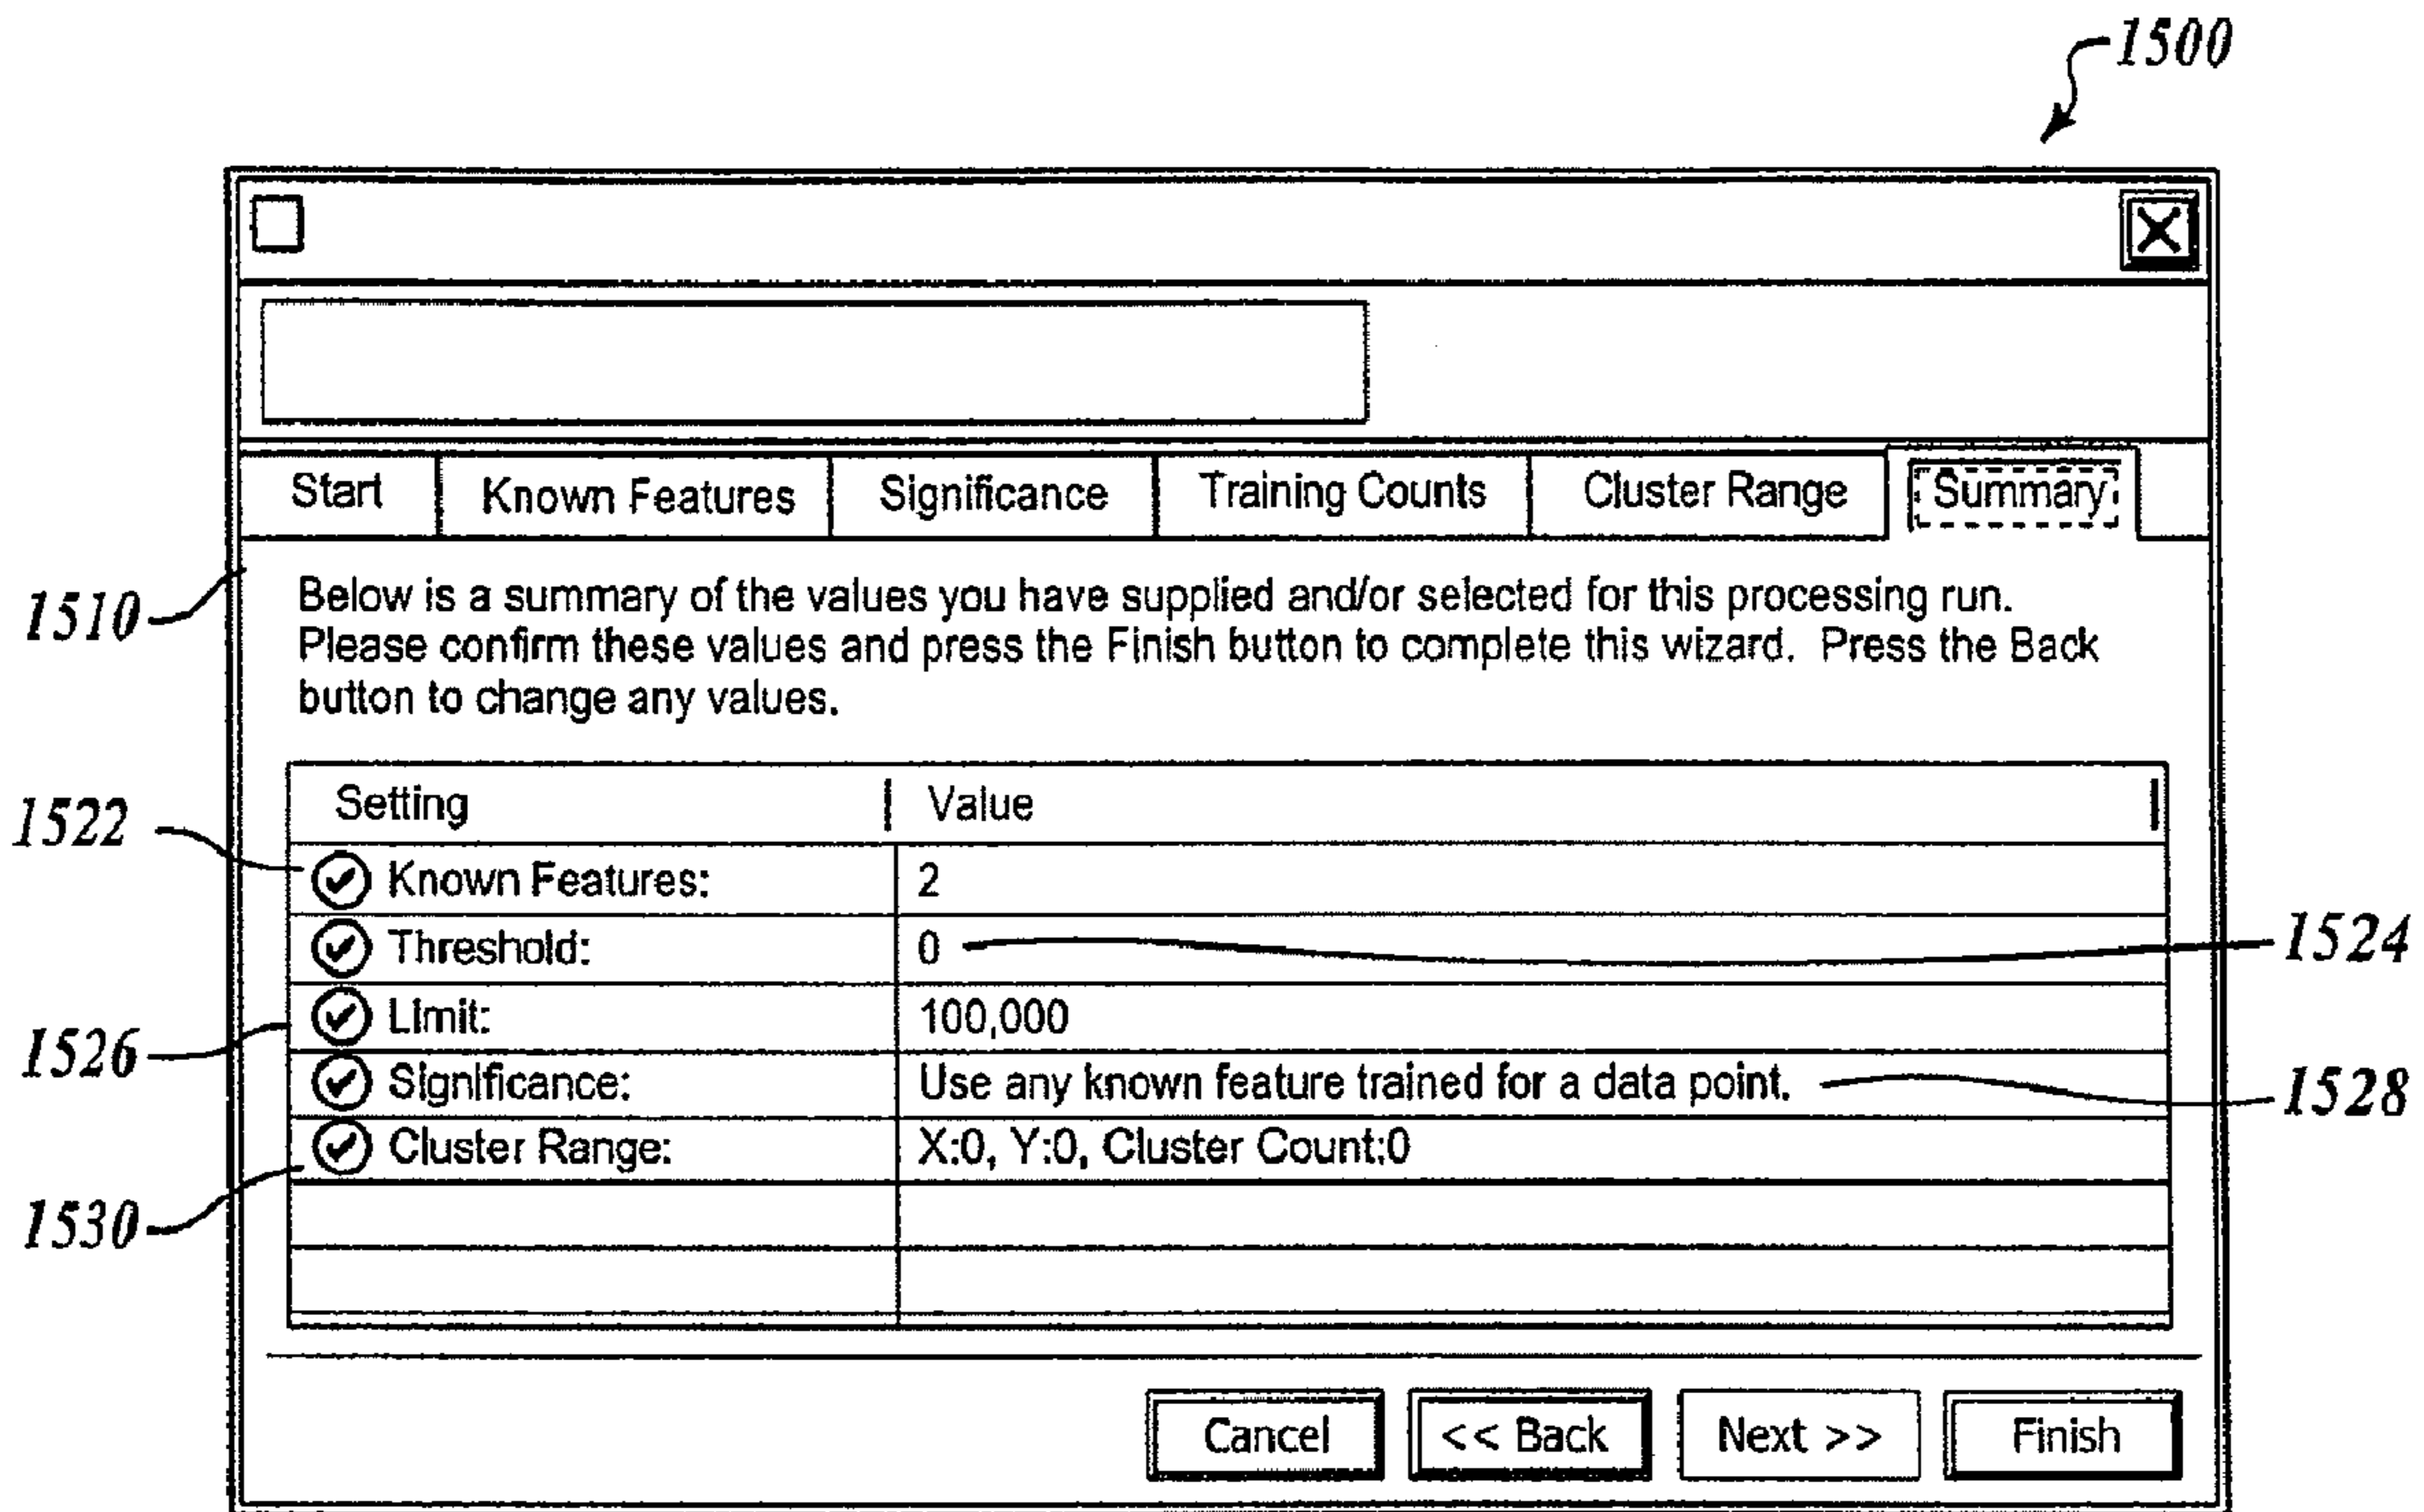 1500
Start Known Features Significance Training Counts Cluster Range Summary
1510
Below is a summary of the values you have supplied and/or selected for this processing run.
Please confirm these values and press the Finish button to complete this wizard. Press the Back
button to change any values.
Setting Value
1522
Known Features: 2
Threshold: 0
1524
Limit: 100,000
1526
Significance: Use any known feature trained for a data point.
1528
Cluster Range: X:0, Y:0, Cluster Count:0
1530
Cancel << Back Next >> Finish